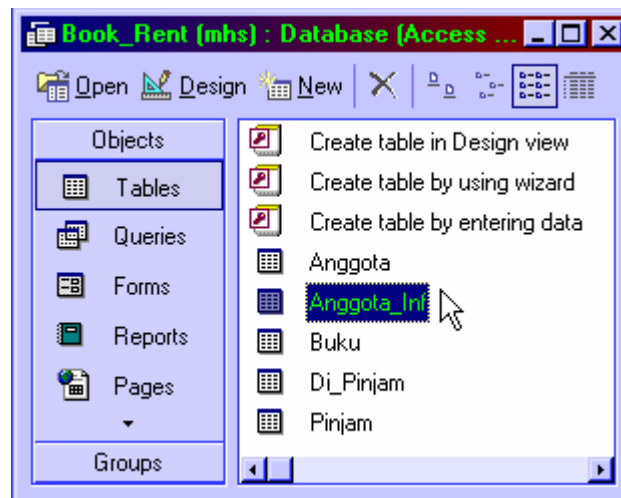 Book_Rent (mhs) : Database (Access ...
Open Design New
Objects
Tables
Queries
Forms
Reports
Pages
Groups
Create table in Design view
Create table by using wizard
Create table by entering data
Anggota
Anggota_Inf
Buku
Di_Pinjam
Pinjam